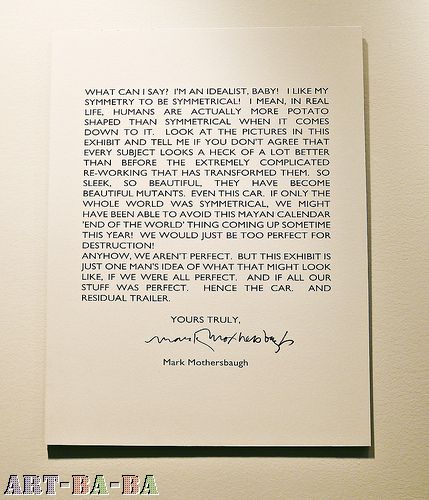 WHAT CAN I SAY? I'M AN IDEALIST, BABY! I LIKE MY
SYMMETRY TO BE SYMMETRICAL! I MEAN, IN REAL
LIFE, HUMANS ARE ACTUALLY MORE POTATO
SHAPED THAN SYMMETRICAL WHEN IT COMES
DOWN TO IT. LOOK AT THE PICTURES IN THIS
EXHIBIT AND TELL ME IF YOU DON'T AGREE THAT
EVERY SUBJECT LOOKS A HECK OF A LOT BETTER
THAN BEFORE THE EXTREMELY COMPLICATED
RE-WORKING THAT HAS TRANSFORMED THEM. SO
SLEEK, SO BEAUTIFUL, THEY HAVE BECOME
BEAUTIFUL MUTANTS. EVEN THIS CAR. IF ONLY THE
WHOLE WORLD WAS SYMMETRICAL, WE MIGHT
HAVE BEEN ABLE TO AVOID THIS MAYAN CALENDAR
'END OF THE WORLD' THING COMING UP SOMETIME
THIS YEAR! WE WOULD JUST BE TOO PERFECT FOR
DESTRUCTION!
ANYHOW, WE AREN'T PERFECT. BUT THIS EXHIBIT IS
JUST ONE MAN'S IDEA OF WHAT THAT MIGHT LOOK
LIKE, IF WE WERE ALL PERFECT. AND IF ALL OUR
STUFF WAS PERFECT. HENCE THE CAR. AND
RESIDUAL TRAILER.
YOURS TRULY,
Mark Mothersbaugh
Mark Mothersbaugh
ART-BA-BA